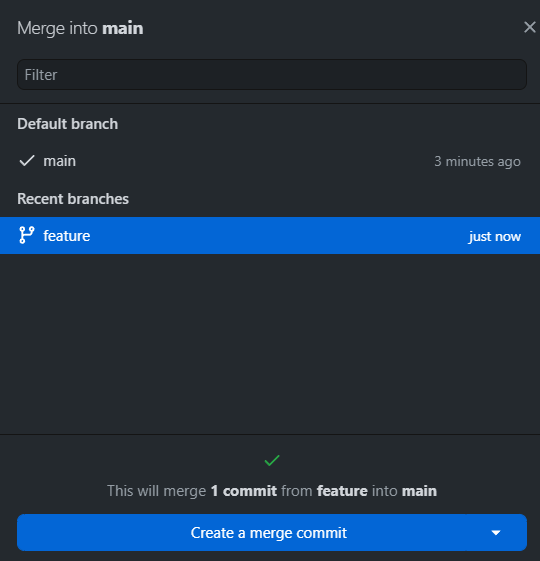 Merge into main
Filter
Default branch
main 3 minutes ago
Recent branches
feature just now
This will merge 1 commit from feature into main
Create a merge commit